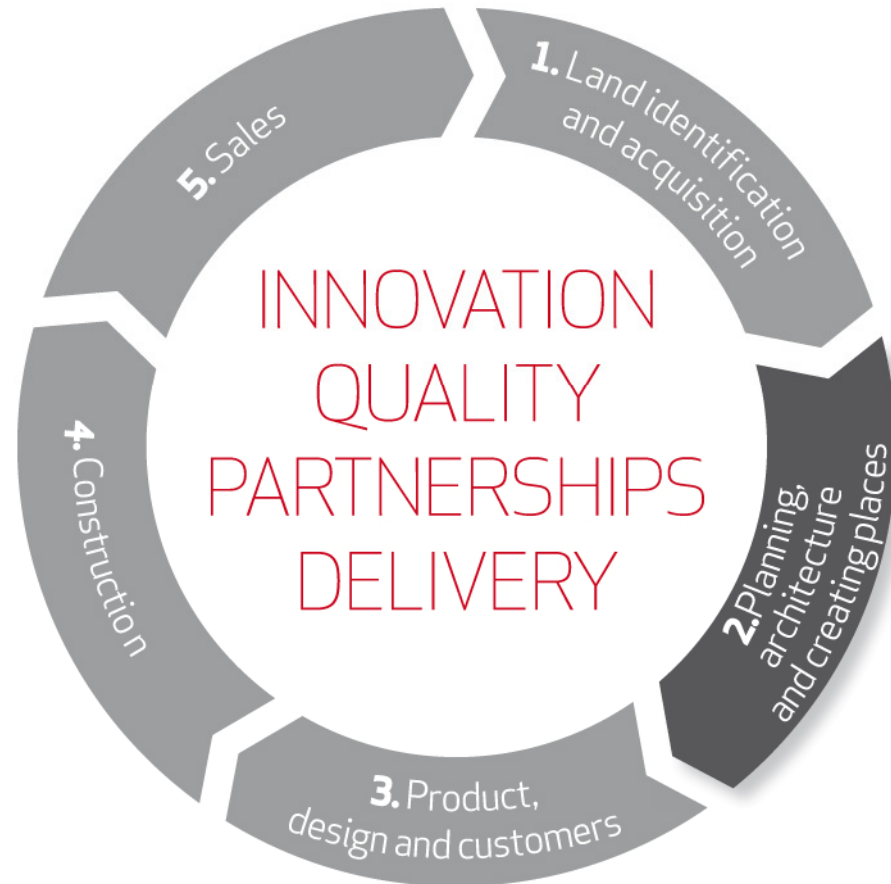 1. Land identification
and acquisition
2.Planning,
architecture
and creating places
3. Product,
design and customers
4. Construction
5. Sales
INNOVATION
QUALITY
PARTNERSHIPS
DELIVERY